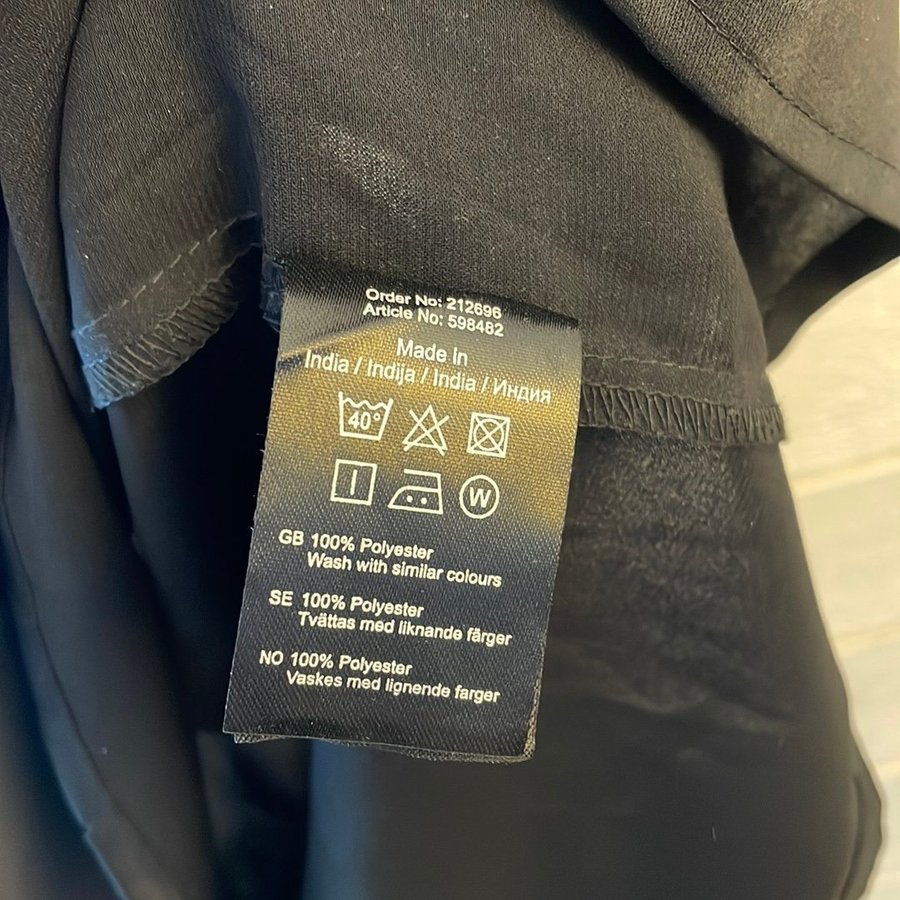 Order No: 212696
Article No: 598482
Made In
India / Indija / India / Индия
40°
W
GB 100% Polyester
Wash with similar colours
SE 100% Polyester
Tvättas med liknande färger
NO 100% Polyester
Vaskes med lignende farger